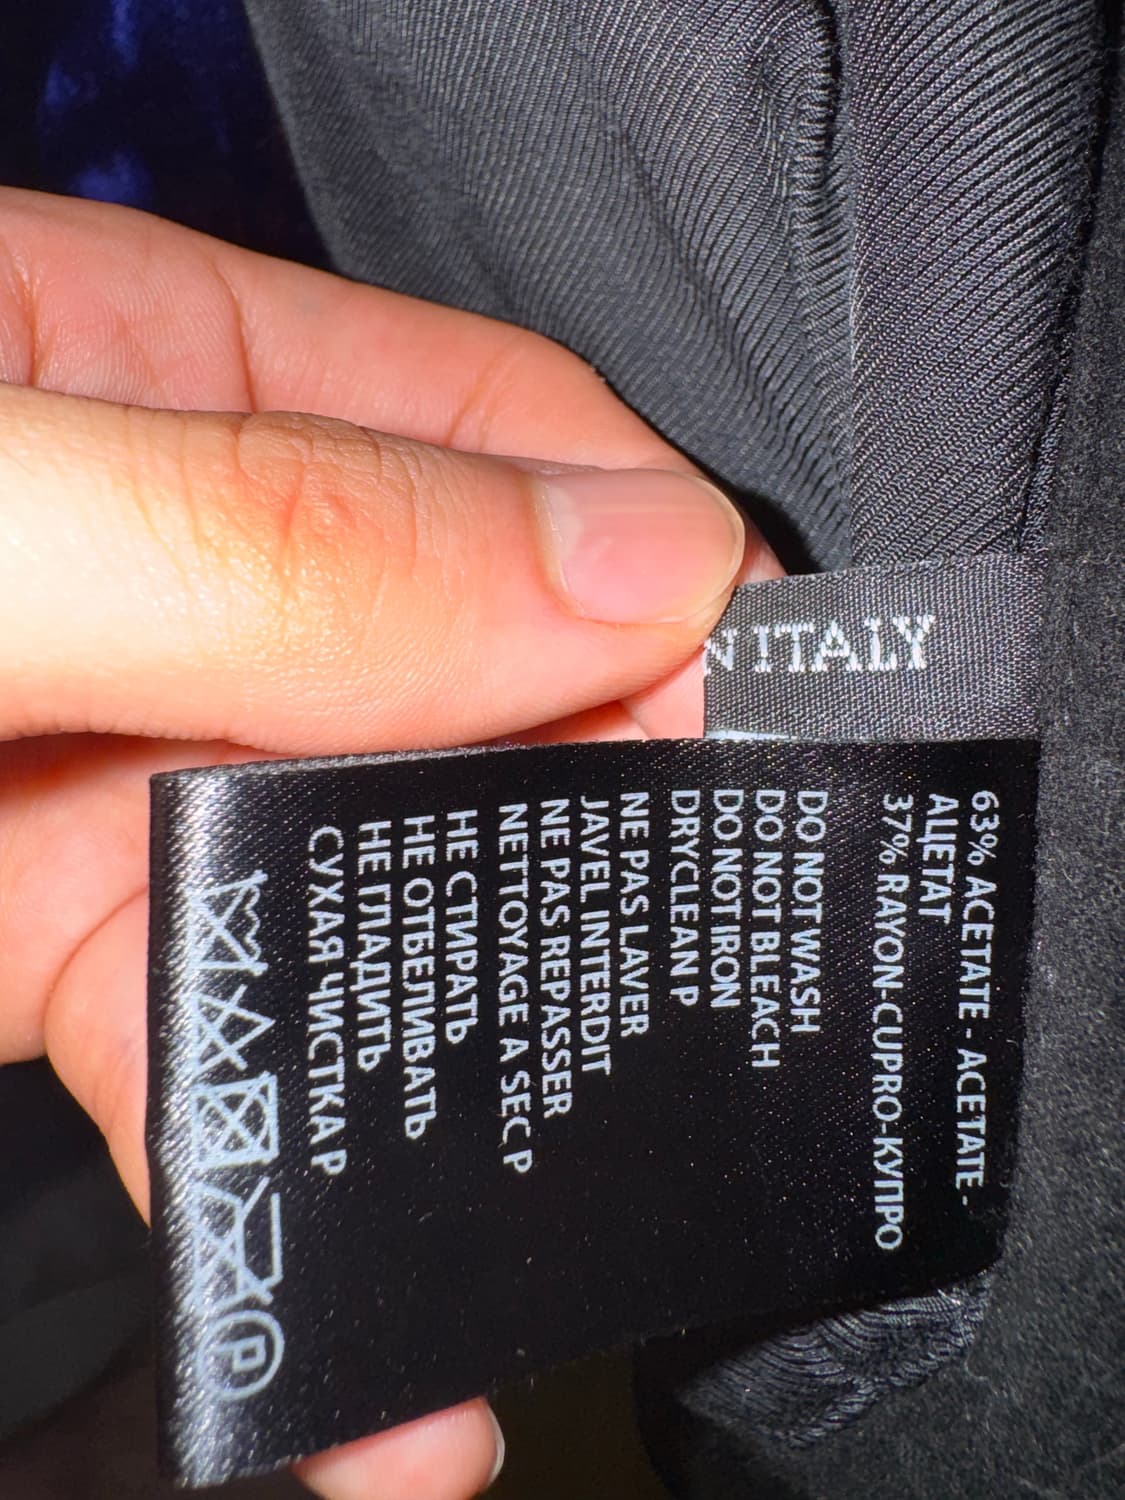 N ITALY
63% ACETATE - ACETATE -
АЦЕТАТ
37% RAYON-CUPRO-КУПРО
DO NOT WASH
DO NOT BLEACH
DO NOT IRON
DRYCLEAN P
NE PAS LAVER
JAVEL INTERDIT
NE PAS REPASSER
NETTOYAGE A SEC P
НЕ СТИРАТЬ
НЕ ОТБЕЛИВАТЬ
НЕ ГЛАДИТЬ
СУХАЯ ЧИСТКА P
P